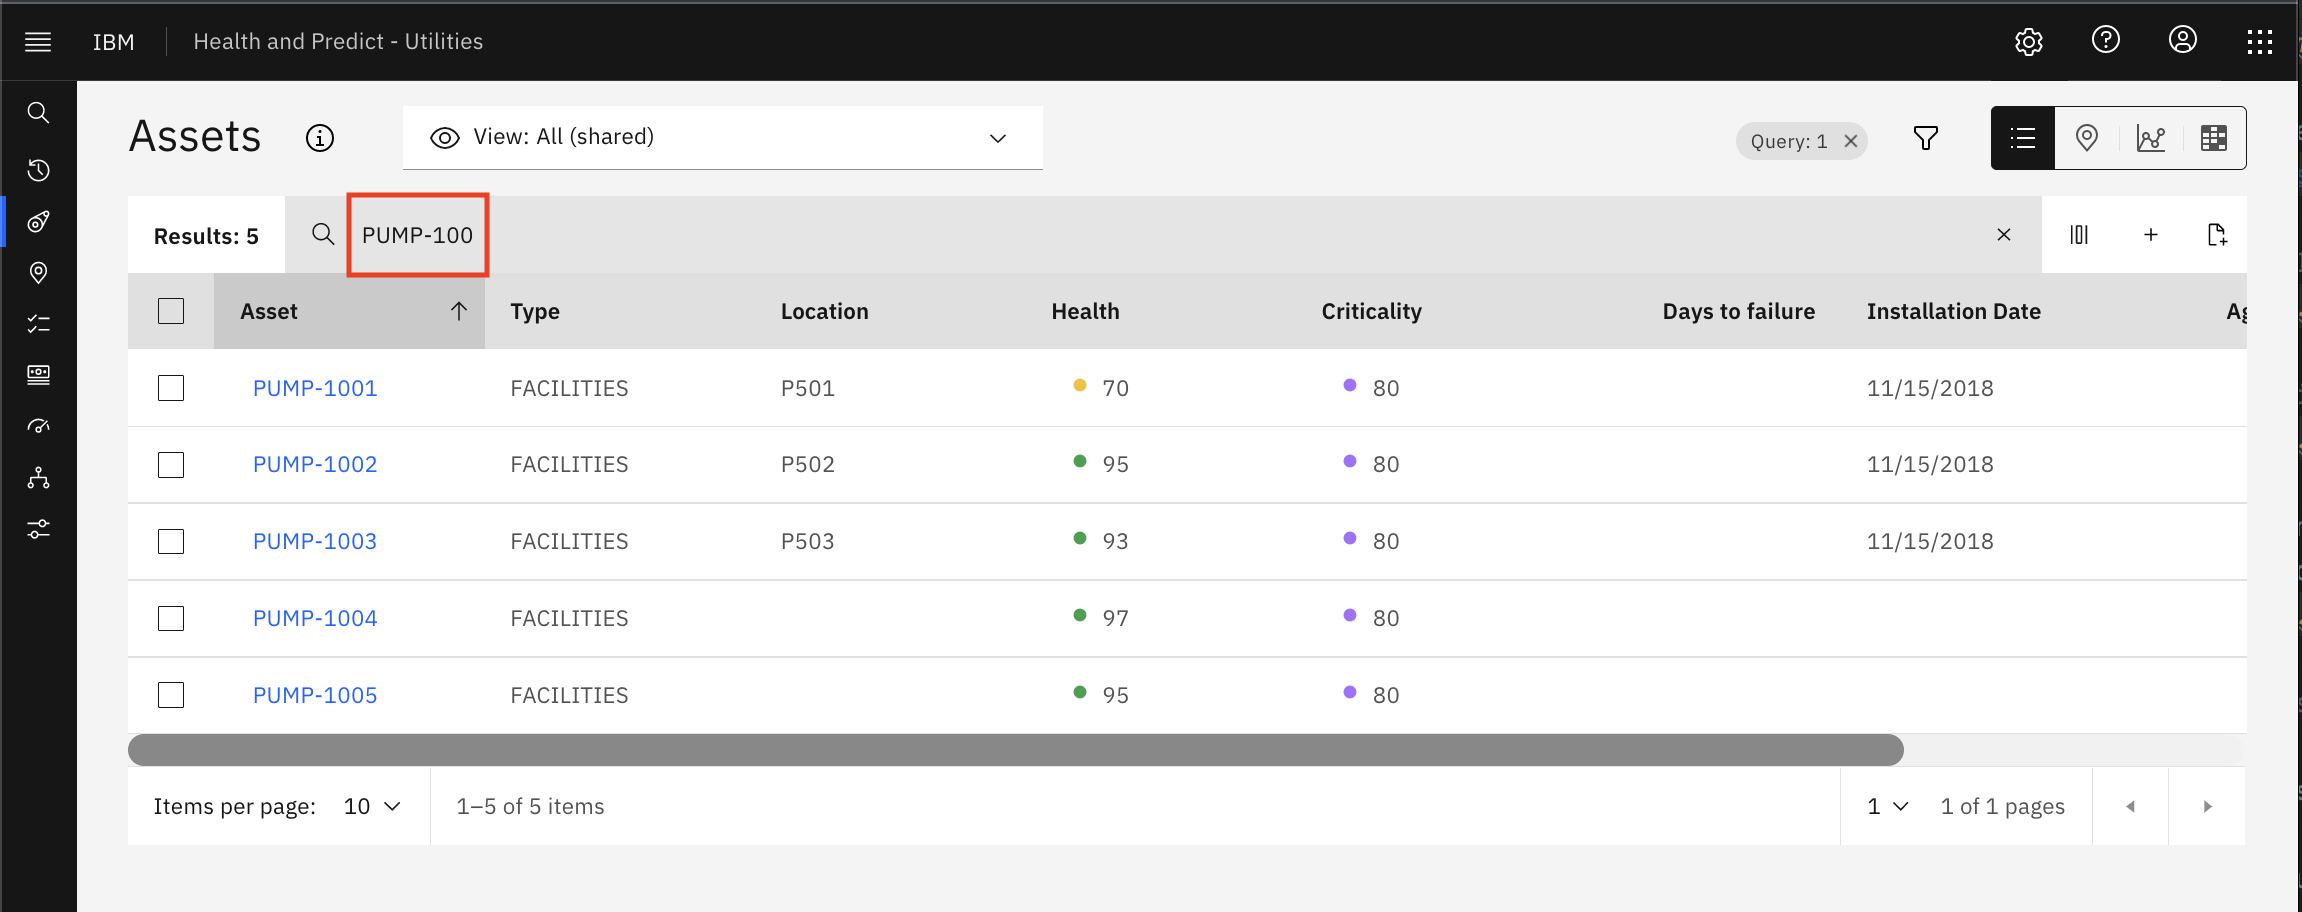 IBM Health and Predict - Utilities
Assets View: All (shared) Query: 1
Results: 5 PUMP-100
Asset Type Location Health Criticality Days to failure Installation Date Ag
PUMP-1001 FACILITIES P501 70 80 11/15/2018
PUMP-1002 FACILITIES P502 95 80 11/15/2018
PUMP-1003 FACILITIES P503 93 80 11/15/2018
PUMP-1004 FACILITIES 97 80
PUMP-1005 FACILITIES 95 80
Items per page: 10 1–5 of 5 items 1 1 of 1 pages